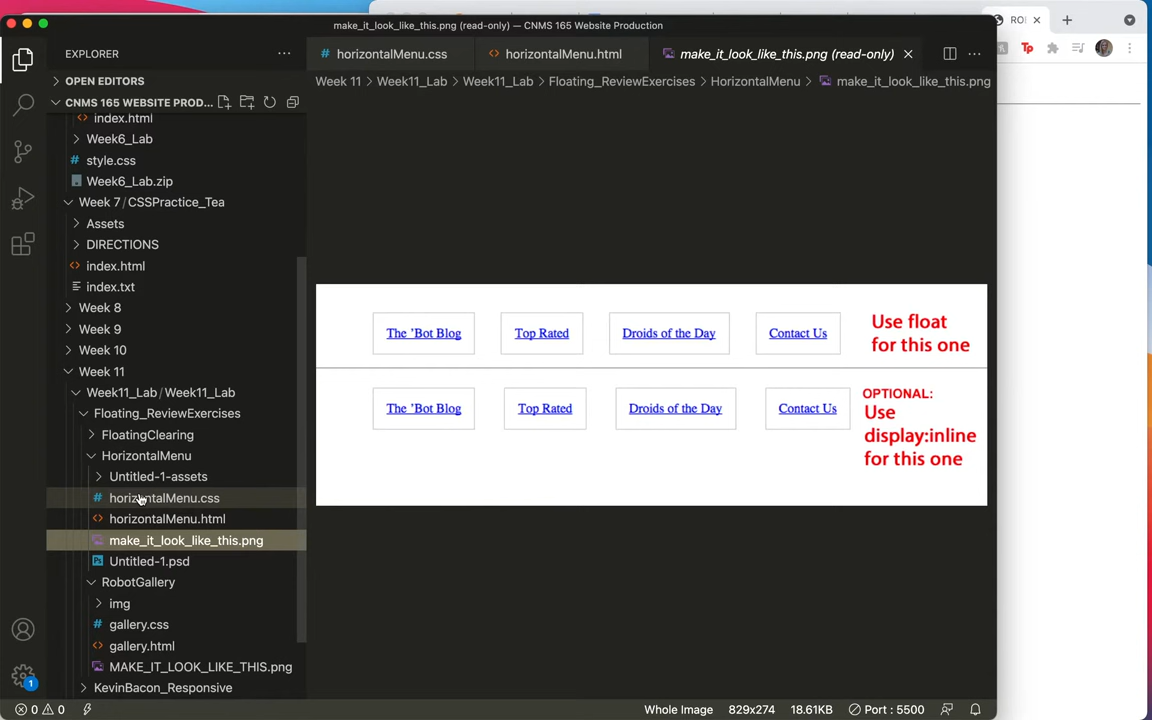 make_it_look_like_this.png (read-only) — CNMS 165 Website Production
EXPLORER
horizontalMenu.css
horizontalMenu.html
make_it_look_like_this.png (read-only)
OPEN EDITORS
Week 11 > Week11_Lab > Week11_Lab > Floating_ReviewExercises > HorizontalMenu > make_it_look_like_this.png
CNMS 165 WEBSITE PROD...
index.html
Week6_Lab
style.css
Week6_Lab.zip
Week 7 / CSSPractice_Tea
Assets
DIRECTIONS
index.html
index.txt
Week 8
Week 9
Week 10
Week 11
Week11_Lab / Week11_Lab
Floating_ReviewExercises
FloatingClearing
HorizontalMenu
Untitled-1-assets
horizontalMenu.css
horizontalMenu.html
make_it_look_like_this.png
Untitled-1.psd
RobotGallery
img
gallery.css
gallery.html
MAKE_IT_LOOK_LIKE_THIS.png
KevinBacon_Responsive
The 'Bot Blog
Top Rated
Droids of the Day
Contact Us
Use float
for this one
The 'Bot Blog
Top Rated
Droids of the Day
Contact Us
OPTIONAL:
Use
display:inline
for this one
1
0 0
Whole Image
829x274
18.61KB
Port : 5500
Tp